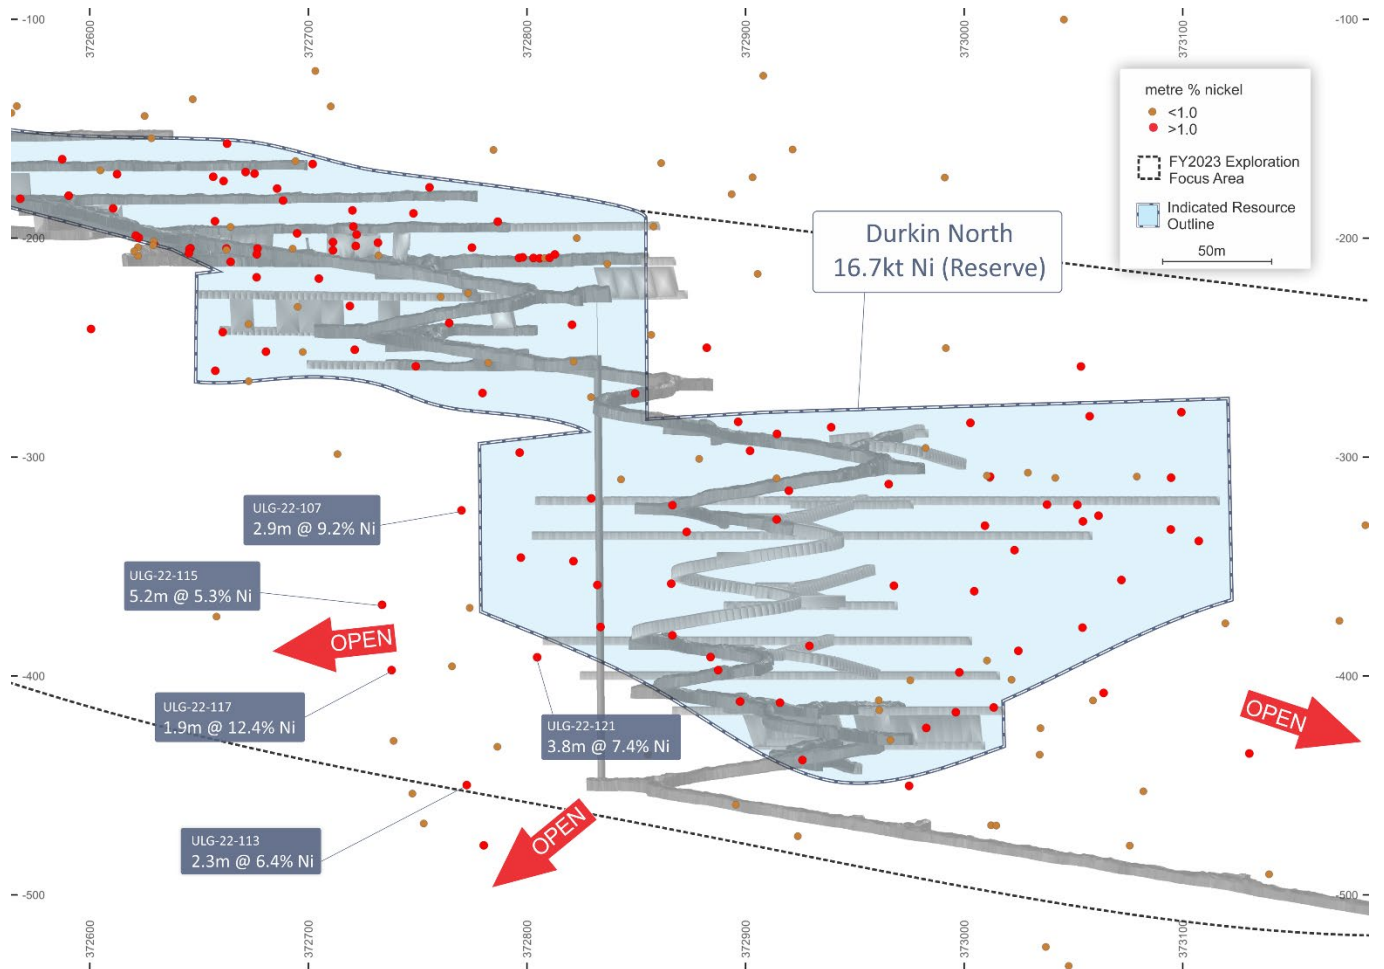 372600
372700
372800
372900
373000
373100
-100
-100
metre % nickel
<1.0
>1.0
FY2023 Exploration
Focus Area
Indicated Resource
Outline
50m
-200
-200
Durkin North
16.7kt Ni (Reserve)
-300
-300
ULG-22-107
2.9m @ 9.2% Ni
ULG-22-115
5.2m @ 5.3% Ni
OPEN
-400
-400
ULG-22-117
1.9m @ 12.4% Ni
ULG-22-121
3.8m @ 7.4% Ni
OPEN
ULG-22-113
2.3m @ 6.4% Ni
OPEN
-500
-500
372600
372700
372800
372900
373000
373100